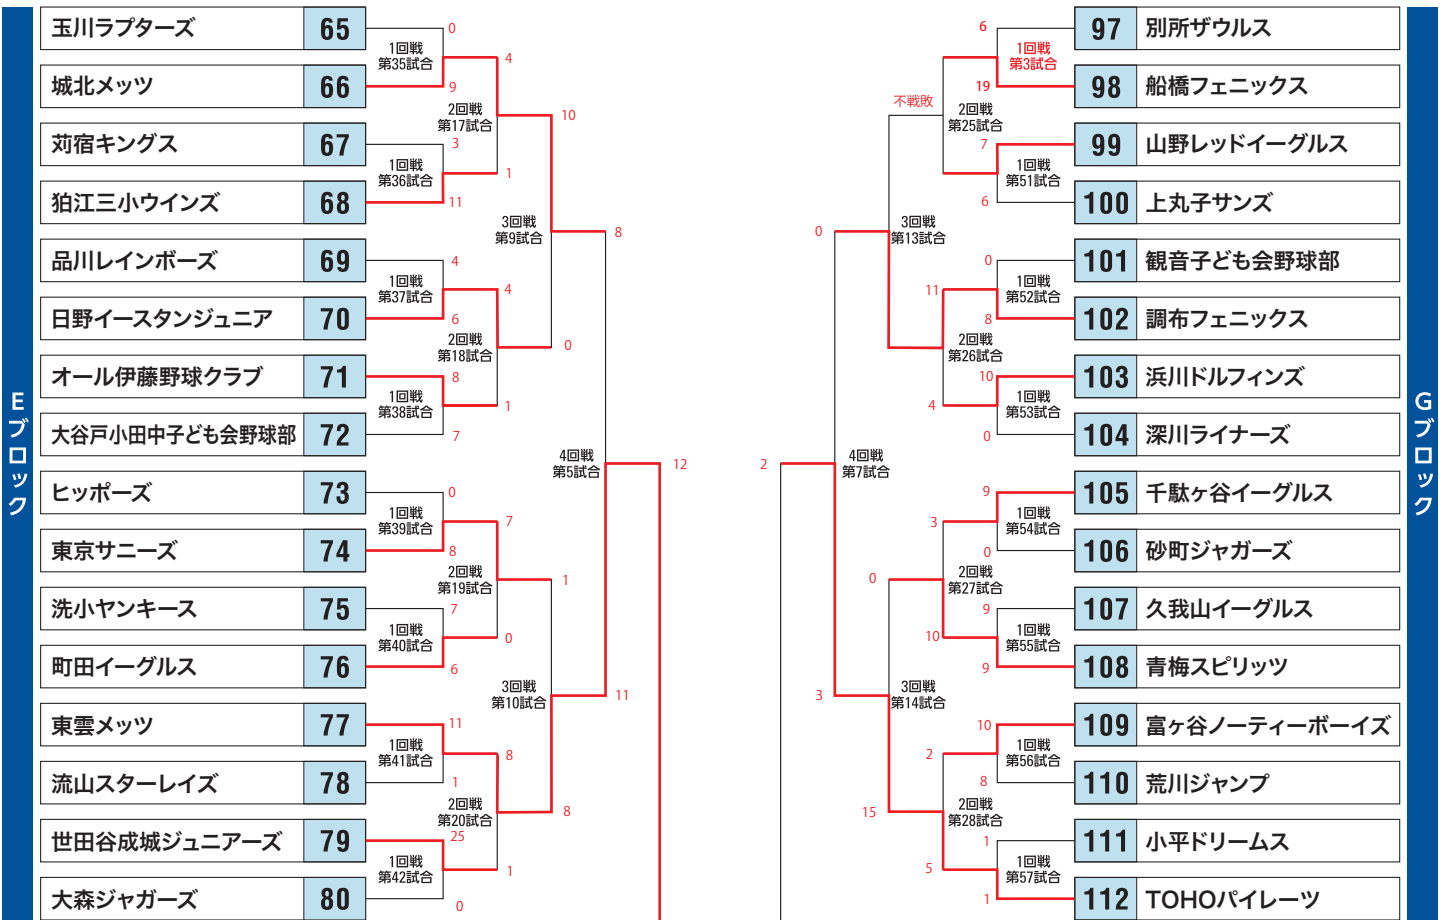 Eブロック
玉川ラプターズ 65
城北メッツ 66
苅宿キングス 67
狛江三小ウインズ 68
品川レインボーズ 69
日野イースタンジュニア 70
オール伊藤野球クラブ 71
大谷戸小田中子ども会野球部 72
ヒッポーズ 73
東京サニーズ 74
洗小ヤンキース 75
町田イーグルス 76
東雲メッツ 77
流山スターレイズ 78
世田谷成城ジュニアーズ 79
大森ジャガーズ 80
0
1回戦
第35試合
9
3
1回戦
第36試合
11
4
1回戦
第37試合
6
8
1回戦
第38試合
7
0
1回戦
第39試合
8
7
1回戦
第40試合
6
11
1回戦
第41試合
1
25
1回戦
第42試合
0
4
2回戦
第17試合
1
4
2回戦
第18試合
1
7
2回戦
第19試合
0
8
2回戦
第20試合
1
10
3回戦
第9試合
0
1
3回戦
第10試合
8
8
4回戦
第5試合
11
12
2
0
4回戦
第7試合
3
不戦敗
3回戦
第13試合
0
3回戦
第14試合
15
2回戦
第25試合
11
2回戦
第26試合
4
3
2回戦
第27試合
10
2
2回戦
第28試合
5
6
1回戦
第3試合
19
7
1回戦
第51試合
6
0
1回戦
第52試合
8
10
1回戦
第53試合
0
9
1回戦
第54試合
0
9
1回戦
第55試合
9
10
1回戦
第56試合
8
1
1回戦
第57試合
1
97 別所ザウルス
98 船橋フェニックス
99 山野レッドイーグルス
100 上丸子サンズ
101 観音子ども会野球部
102 調布フェニックス
103 浜川ドルフィンズ
104 深川ライナーズ
105 千駄ヶ谷イーグルス
106 砂町ジャガーズ
107 久我山イーグルス
108 青梅スピリッツ
109 富ヶ谷ノーティーボーイズ
110 荒川ジャンプ
111 小平ドリームス
112 TOHOパイレーツ
Gブロック